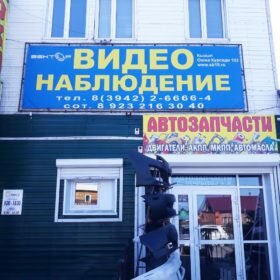 ВЕКТОР
ВИДЕО
НАБЛЮДЕНИЕ
тел. 8(3942) 2-6666-4
сот. 8 923 216 30 40
АВТОЗАПЧАСТИ
ДВИГАТЕЛИ, АКПП, МКПП, АВТОМАСЛА